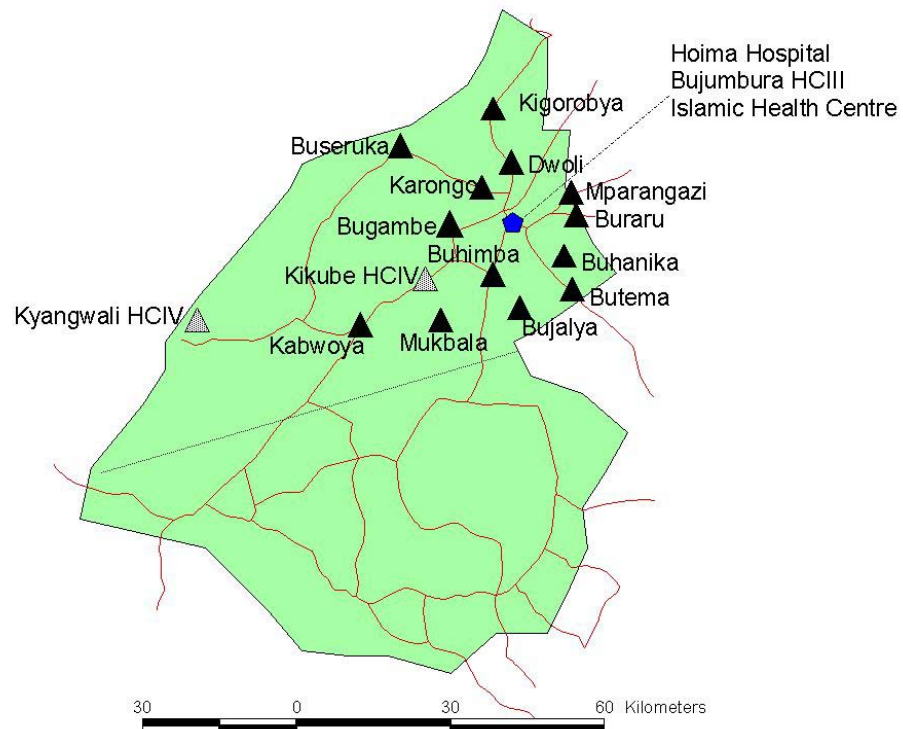 Hoima Hospital
Bujumbura HCIII
Islamic Health Centre
Kigorobya
Buseruka
Dwoli
Karongo
Mparangazi
Bugambe
Buraru
Buhimba
Buhanika
Kikube HCIV
Butema
Kyangwali HCIV
Bujalya
Kabwoya
Mukbala
30 0 30 60 Kilometers